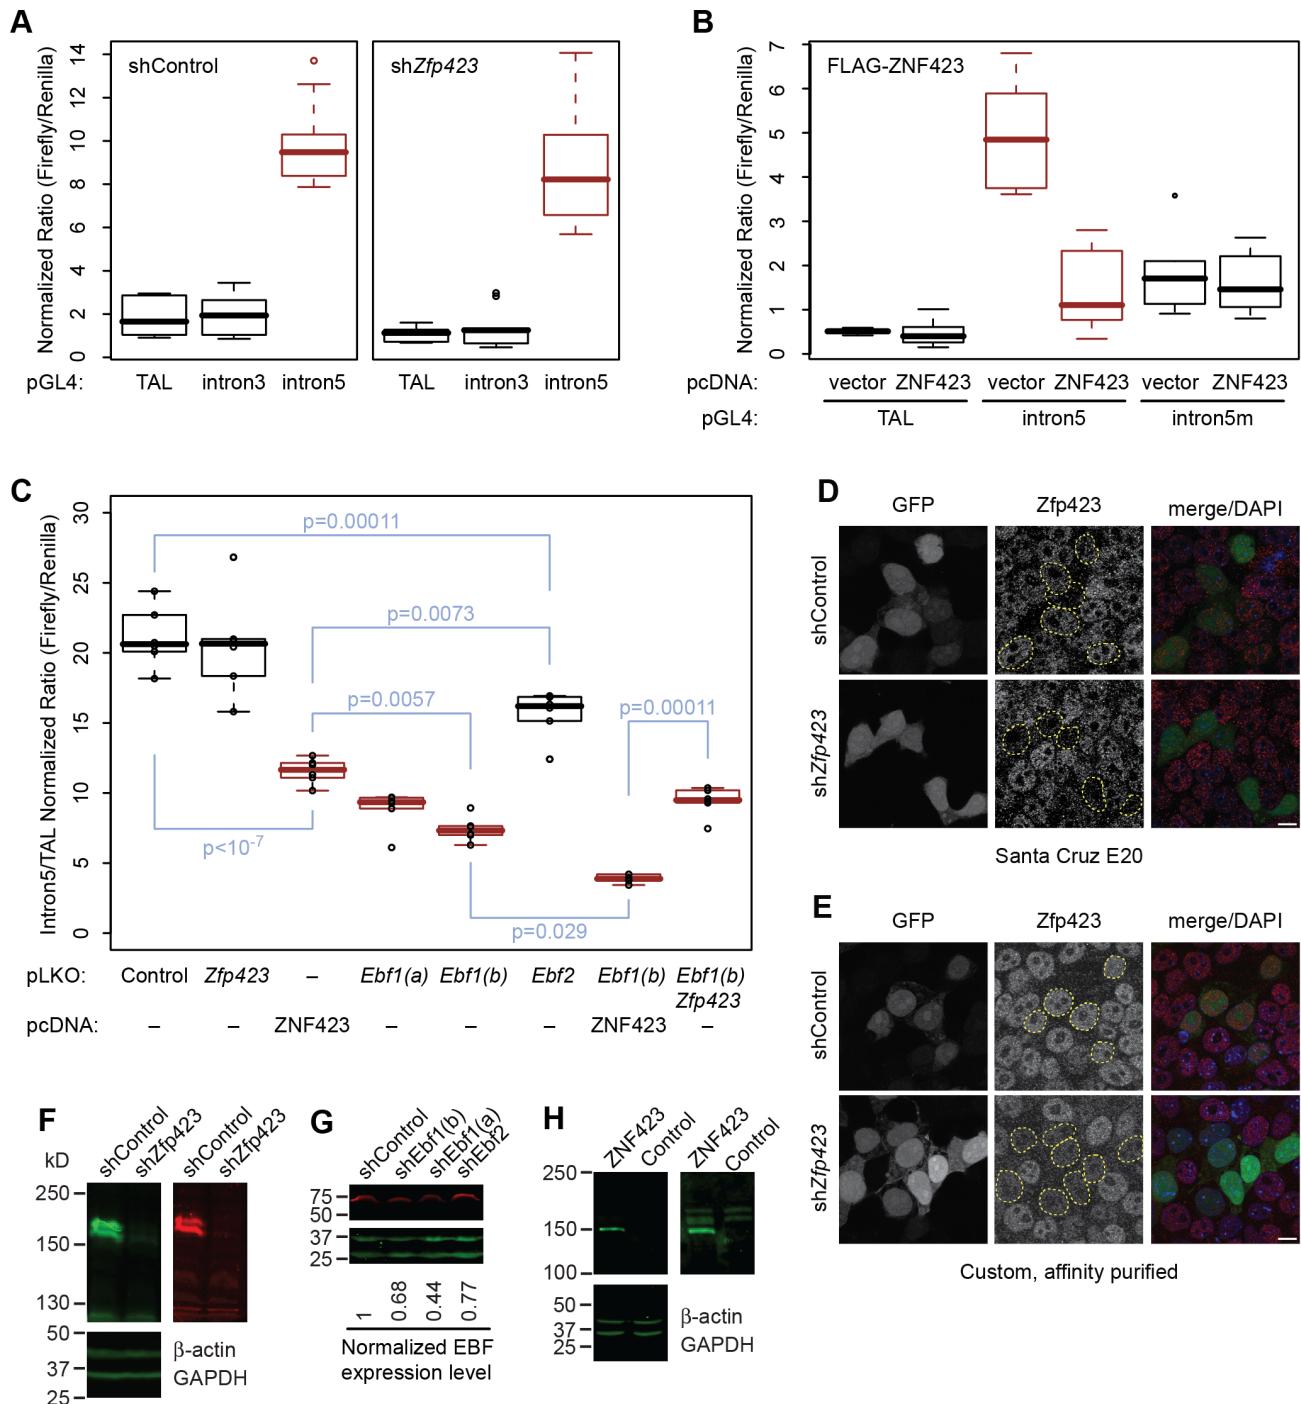 A
Normalized Ratio (Firefly/Renilla)
14
12
10
8
6
4
2
0
shControl
shZfp423
pGL4: TAL intron3 intron5 TAL intron3 intron5
B
Normalized Ratio (Firefly/Renilla)
7
6
5
4
3
2
1
0
FLAG-ZNF423
pcDNA: vector ZNF423 vector ZNF423 vector ZNF423
pGL4: TAL intron5 intron5m
C
Intron5/TAL Normalized Ratio (Firefly/Renilla)
30
25
20
15
10
5
0
p=0.00011
p=0.0073
p=0.0057
p=0.00011
p<10-7
p=0.029
pLKO: Control Zfp423 – Ebf1(a) Ebf1(b) Ebf2 Ebf1(b) Ebf1(b)
Zfp423
pcDNA: – – ZNF423 – – – ZNF423 –
D
GFP Zfp423 merge/DAPI
shControl
shZfp423
Santa Cruz E20
E
GFP Zfp423 merge/DAPI
shControl
shZfp423
Custom, affinity purified
F
shControl shZfp423 shControl shZfp423
kD
250
150
130
50
37
25
β-actin
GAPDH
G
shControl shEbf1(b) shEbf1(a) shEbf2
75
50
37
25
1 0.68 0.44 0.77
Normalized EBF
expression level
H
ZNF423 Control ZNF423 Control
250
150
100
50
37
25
β-actin
GAPDH